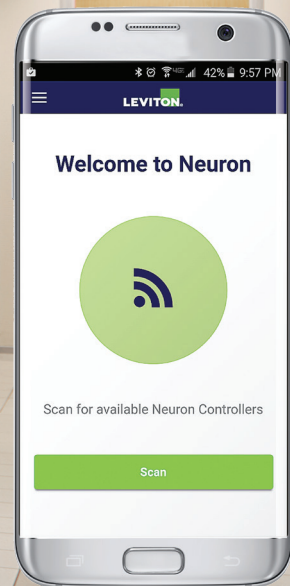 42% 9:57 PM
LEVITON.
Welcome to Neuron
Scan for available Neuron Controllers
Scan